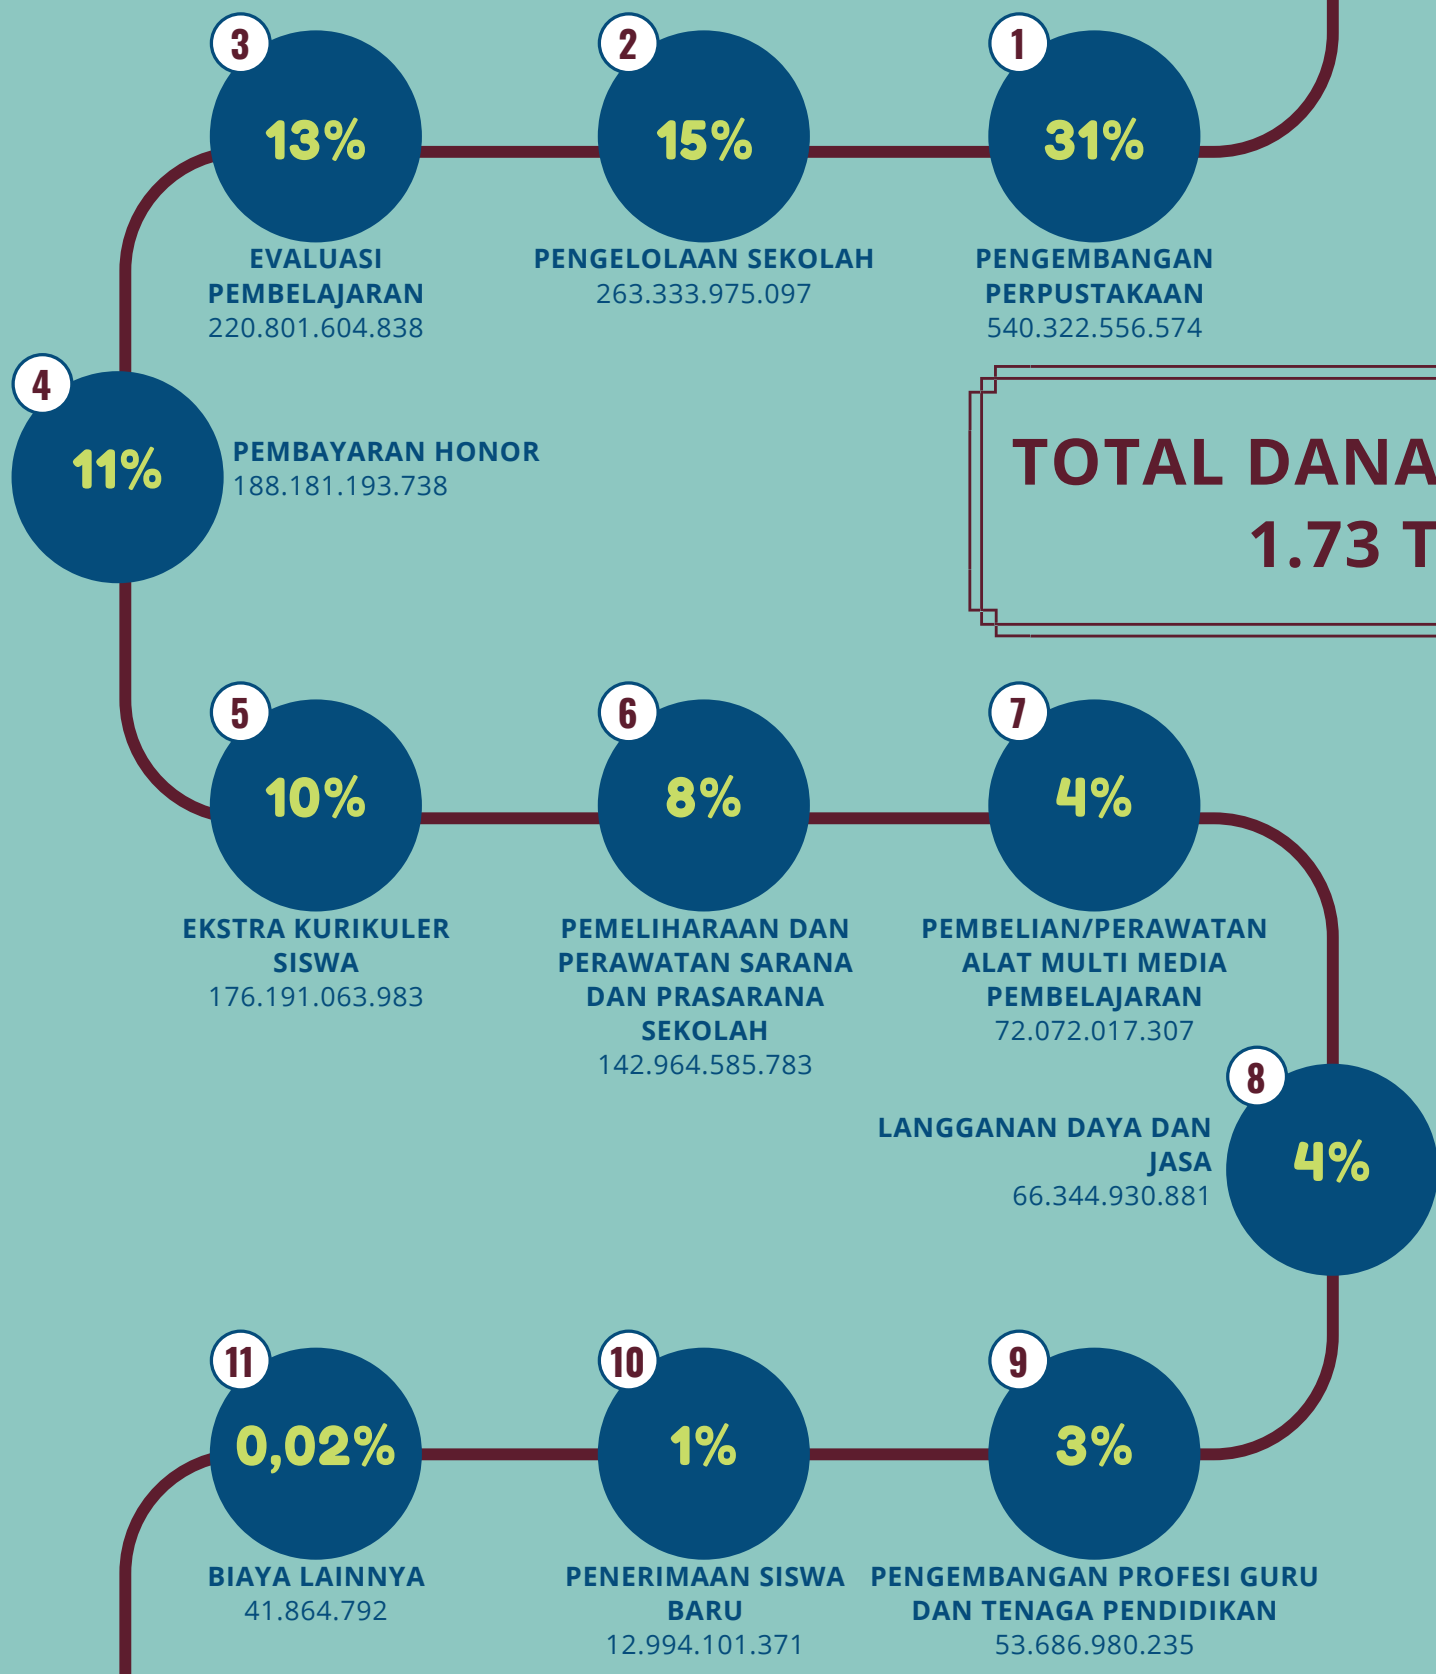 1
31%
PENGEMBANGAN
PERPUSTAKAAN
540.322.556.574
2
15%
PENGELOLAAN SEKOLAH
263.333.975.097
3
13%
EVALUASI
PEMBELAJARAN
220.801.604.838
4
11%
PEMBAYARAN HONOR
188.181.193.738
TOTAL DANA
1.73 T
5
10%
EKSTRA KURIKULER
SISWA
176.191.063.983
6
8%
PEMELIHARAAN DAN
PERAWATAN SARANA
DAN PRASARANA
SEKOLAH
142.964.585.783
7
4%
PEMBELIAN/PERAWATAN
ALAT MULTI MEDIA
PEMBELAJARAN
72.072.017.307
8
4%
LANGGANAN DAYA DAN
JASA
66.344.930.881
9
3%
PENGEMBANGAN PROFESI GURU
DAN TENAGA PENDIDIKAN
53.686.980.235
10
1%
PENERIMAAN SISWA
BARU
12.994.101.371
11
0,02%
BIAYA LAINNYA
41.864.792